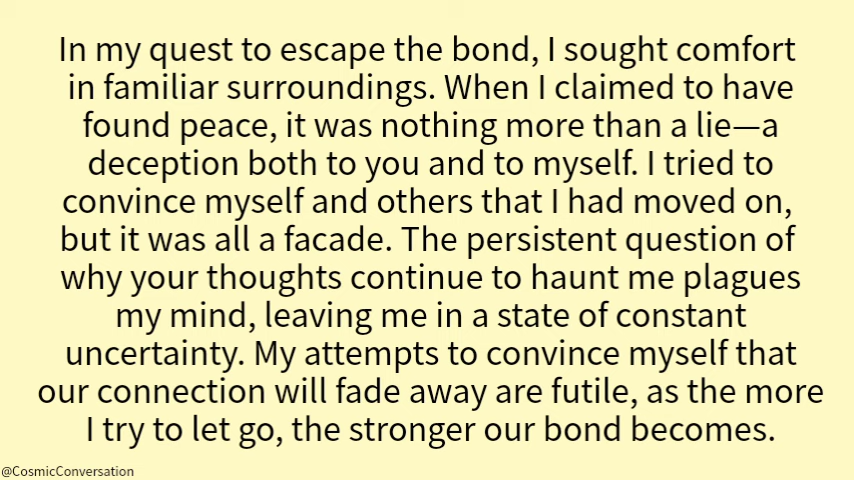 In my quest to escape the bond, I sought comfort
in familiar surroundings. When I claimed to have
found peace, it was nothing more than a lie—a
deception both to you and to myself. I tried to
convince myself and others that I had moved on,
but it was all a facade. The persistent question of
why your thoughts continue to haunt me plagues
my mind, leaving me in a state of constant
uncertainty. My attempts to convince myself that
our connection will fade away are futile, as the more
I try to let go, the stronger our bond becomes.
@CosmicConversation